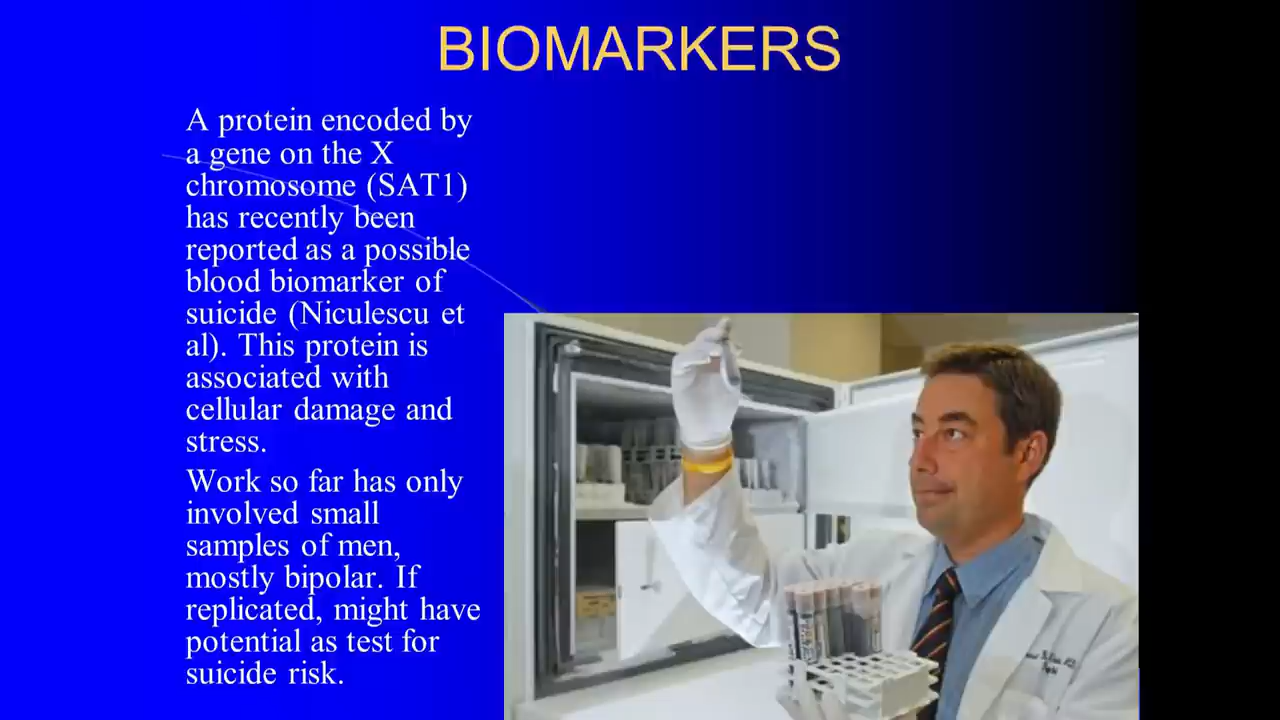 BIOMARKERS
A protein encoded by
a gene on the X
chromosome (SAT1)
has recently been
reported as a possible
blood biomarker of
suicide (Niculescu et
al). This protein is
associated with
cellular damage and
stress.
Work so far has only
involved small
samples of men,
mostly bipolar. If
replicated, might have
potential as test for
suicide risk.